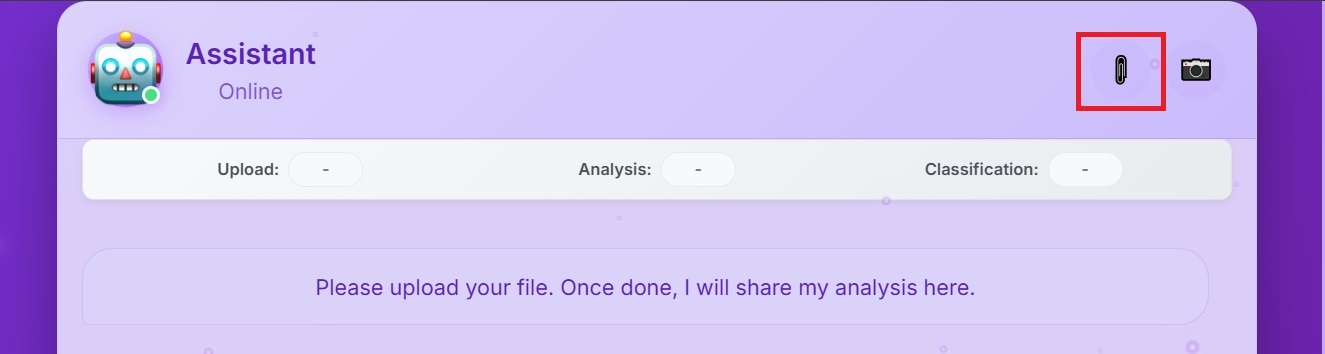 Assistant
Online
Upload: -
Analysis: -
Classification: -
Please upload your file. Once done, I will share my analysis here.